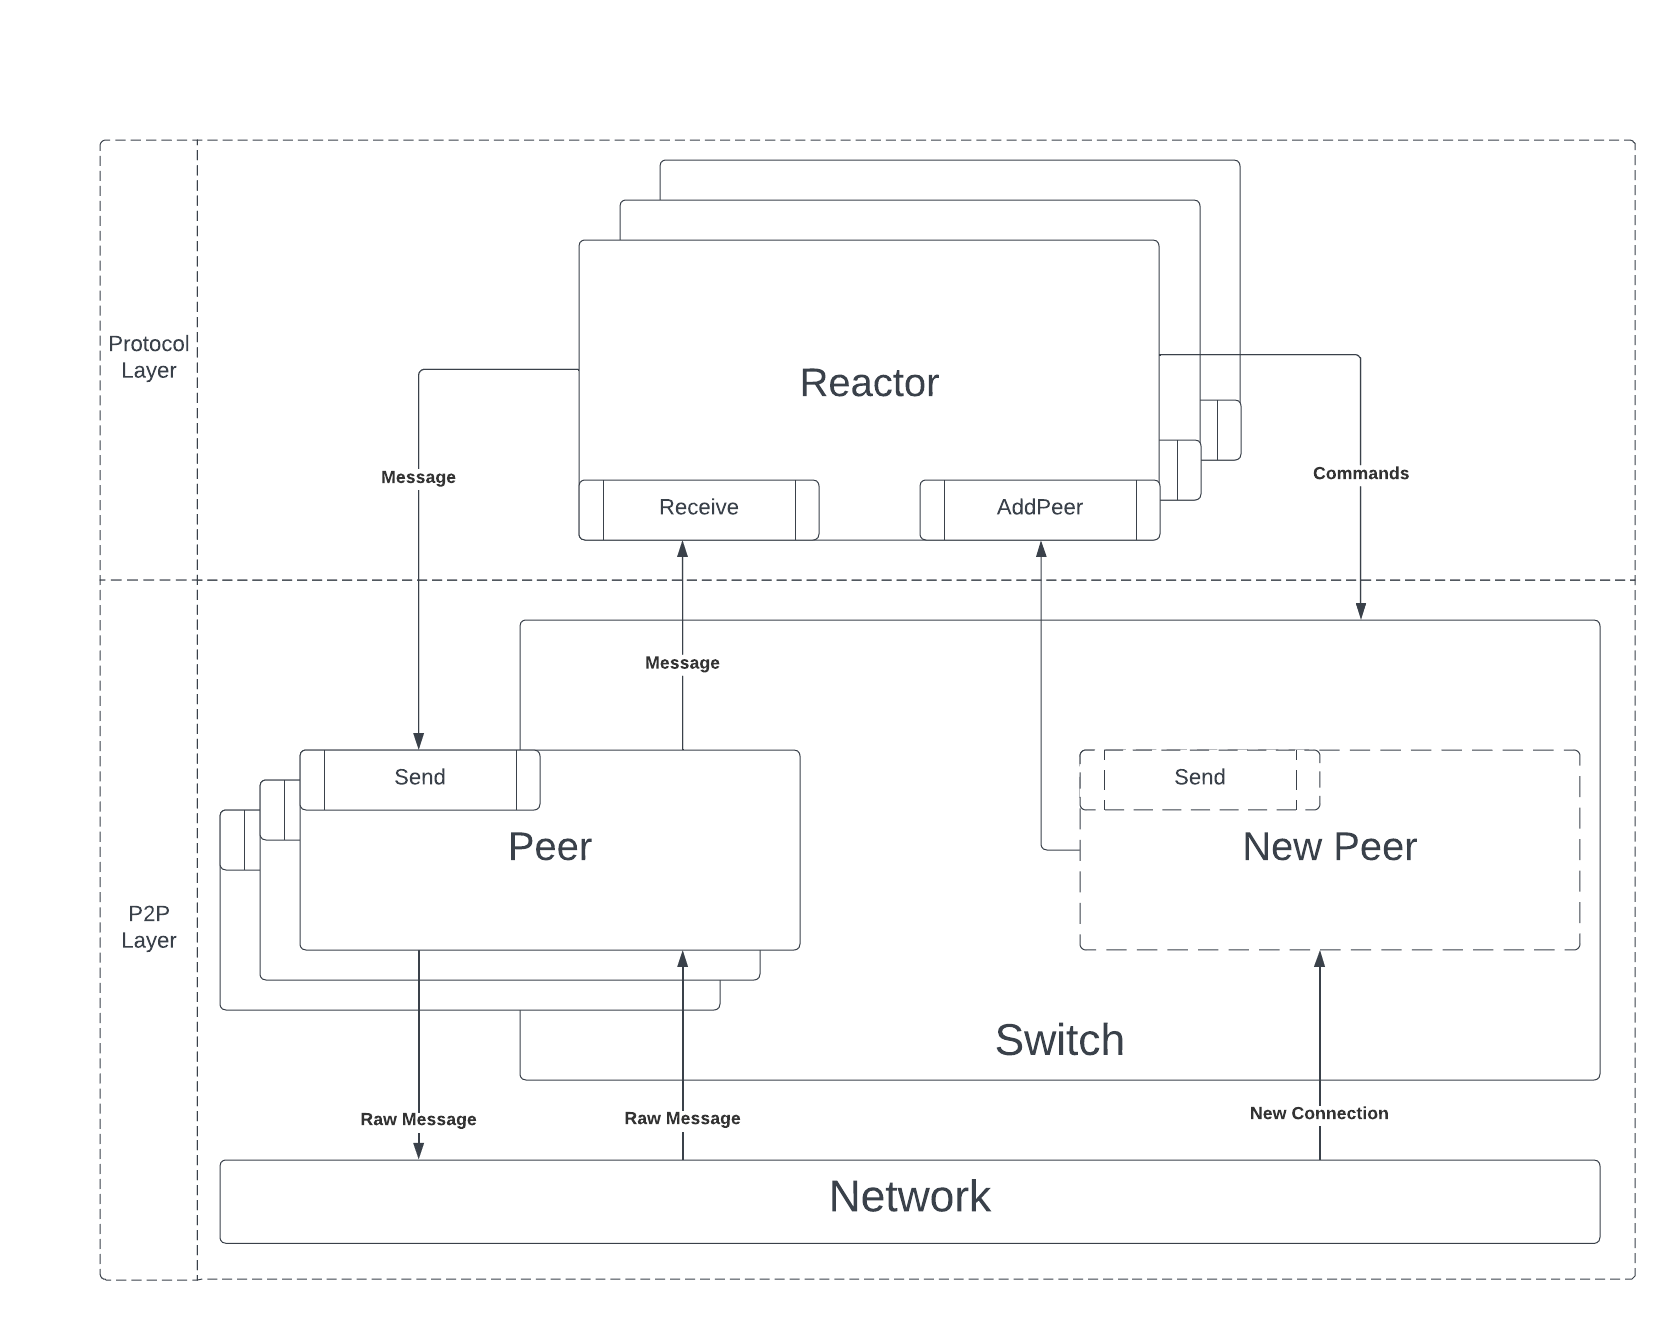 Protocol
Layer
Reactor
Message
Commands
Receive
AddPeer
Message
Send
Send
Peer
New Peer
P2P
Layer
Switch
Raw Message
Raw Message
New Connection
Network